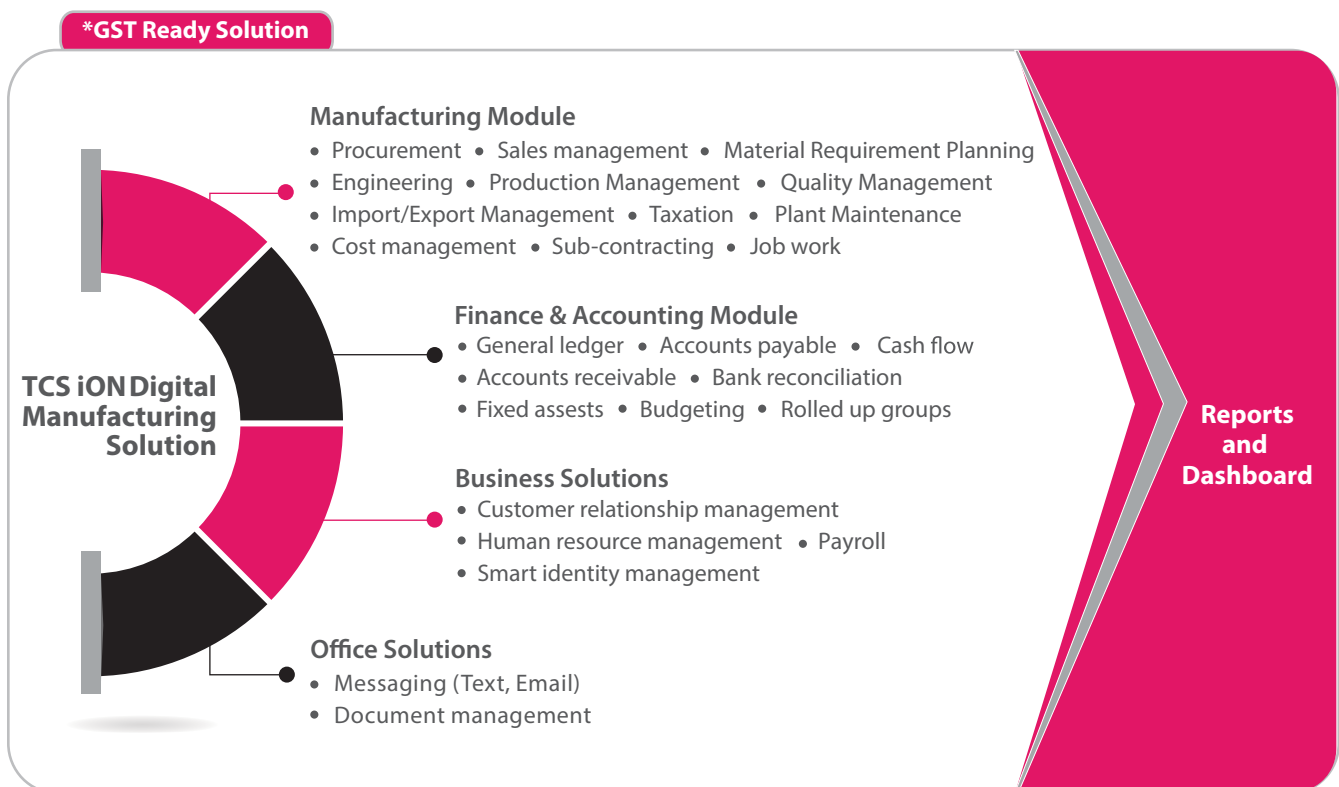 *GST Ready Solution
Manufacturing Module
• Procurement • Sales management • Material Requirement Planning
• Engineering • Production Management • Quality Management
• Import/Export Management • Taxation • Plant Maintenance
• Cost management • Sub-contracting • Job work
Finance & Accounting Module
• General ledger • Accounts payable • Cash flow
• Accounts receivable • Bank reconciliation
• Fixed assests • Budgeting • Rolled up groups
TCS iON Digital
Manufacturing
Solution
Business Solutions
• Customer relationship management
• Human resource management • Payroll
• Smart identity management
Office Solutions
• Messaging (Text, Email)
• Document management
Reports
and
Dashboard